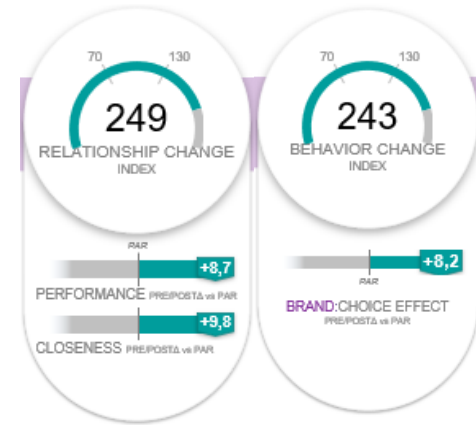 70 130
249
RELATIONSHIP CHANGE
INDEX
PAR
+8,7
PERFORMANCE PRE/POSTΔ vs PAR
+9,8
CLOSENESS PRE/POSTΔ vs PAR
70 130
243
BEHAVIOR CHANGE
INDEX
+8,2
PAR
BRAND:CHOICE EFFECT
PRE/POSTΔ vs PAR